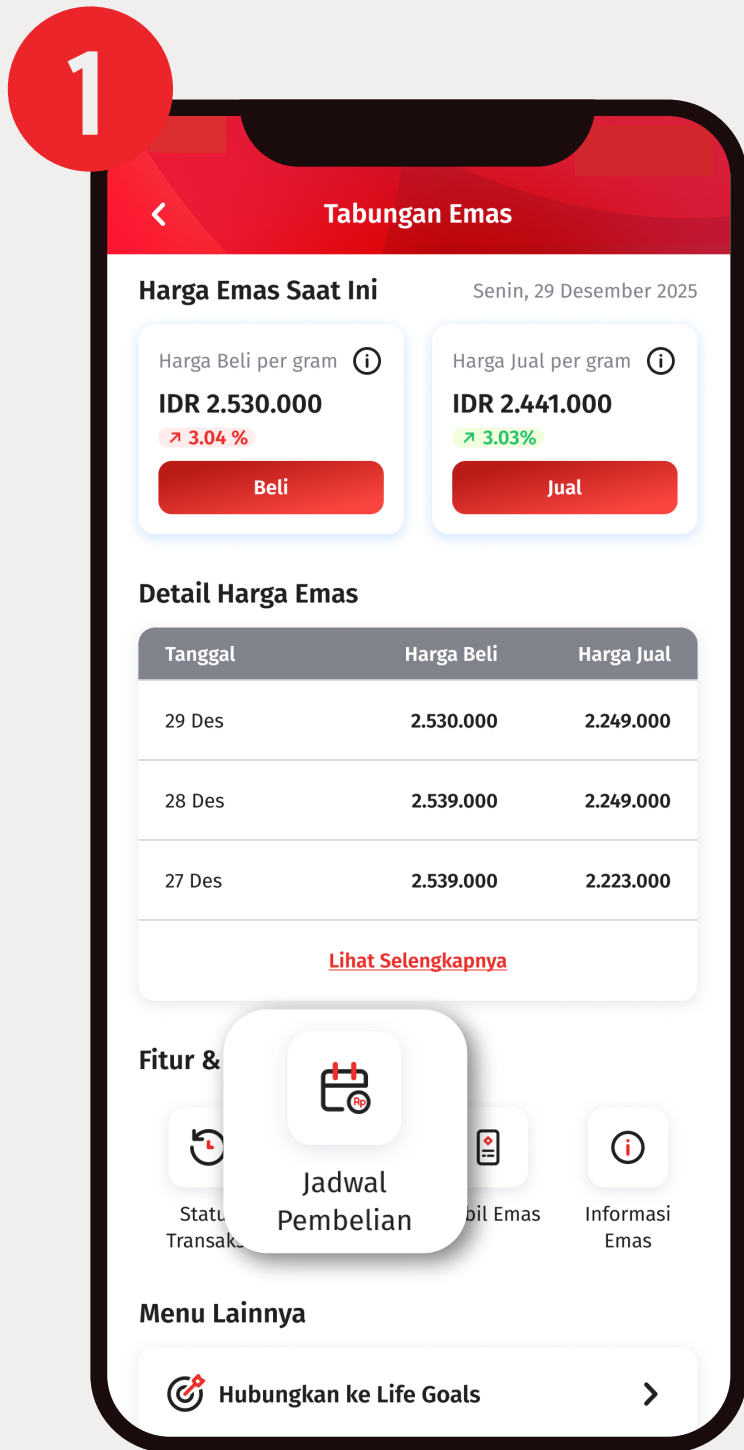 1
Tabungan Emas
Harga Emas Saat Ini
Senin, 29 Desember 2025
Harga Beli per gram
Harga Jual per gram
IDR 2.530.000
IDR 2.441.000
3.04 %
3.03%
Beli
Jual
Detail Harga Emas
Tanggal Harga Beli Harga Jual
29 Des 2.530.000 2.249.000
28 Des 2.539.000 2.249.000
27 Des 2.539.000 2.223.000
Lihat Selengkapnya
Fitur &
Rp
Jadwal
Pembelian
Emas
Informasi
Emas
Menu Lainnya
Hubungkan ke Life Goals